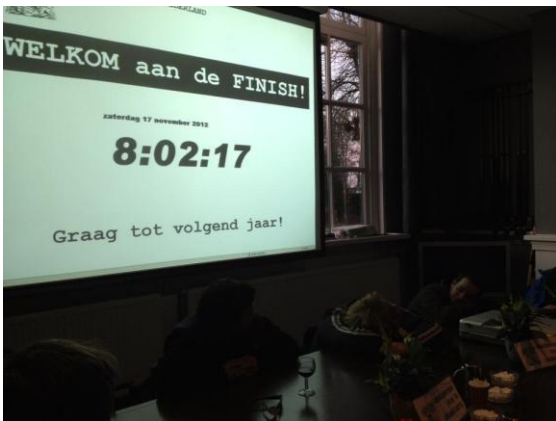 WELKOM aan de FINISH!
zaterdag 17 november 2012
8:02:17
Graag tot volgend jaar!